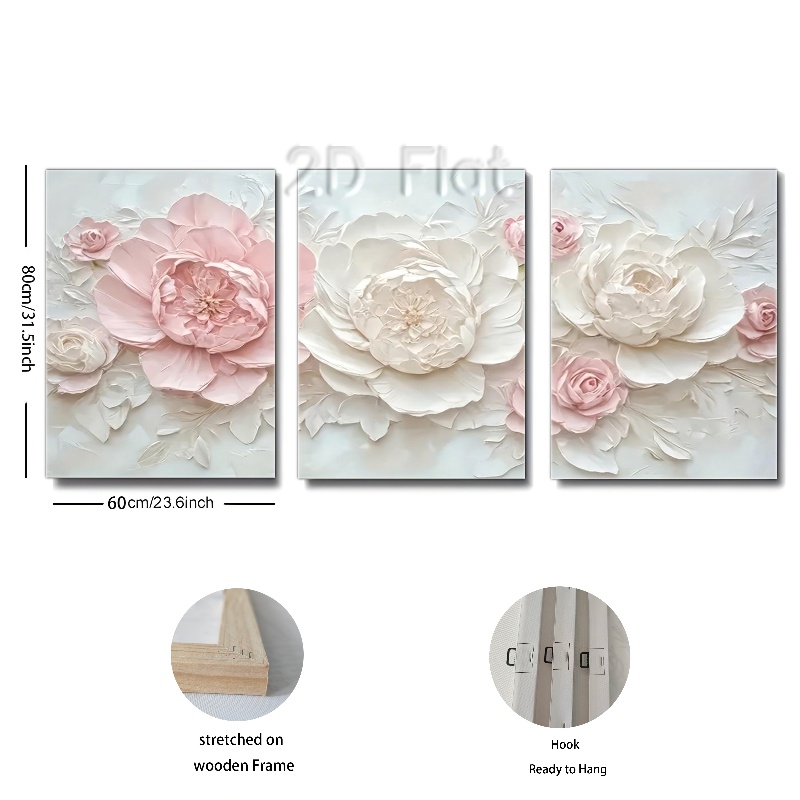 2D Flat
80cm/31.5inch
60cm/23.6inch
stretched on
wooden Frame
Hook
Ready to Hang